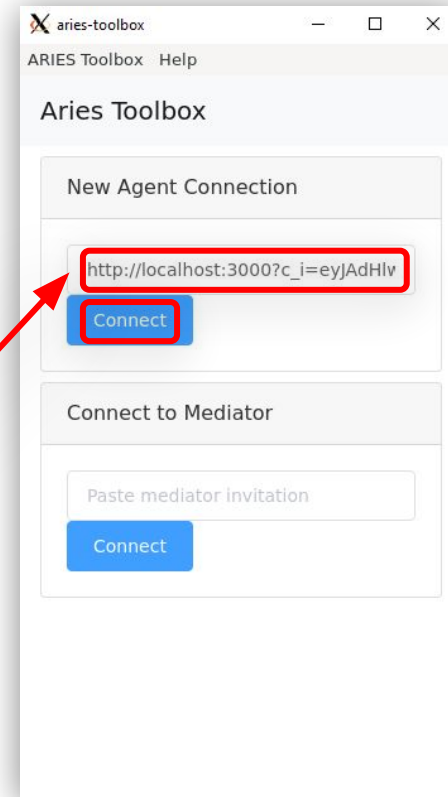 aries-toolbox
ARIES Toolbox Help
Aries Toolbox
New Agent Connection
http://localhost:3000?c_i=eyJAdHlv
Connect
Connect to Mediator
Paste mediator invitation
Connect